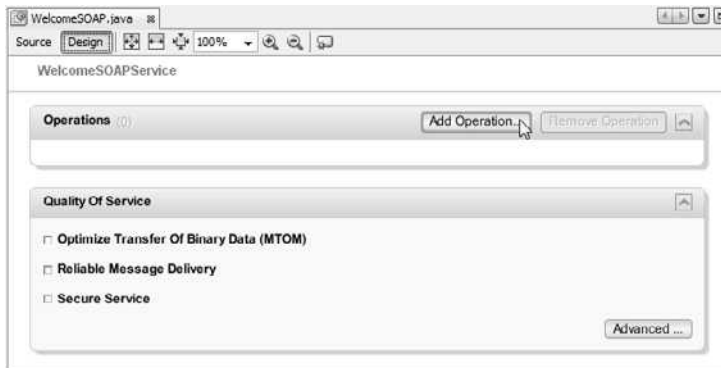 WelcomeSOAP.java
Source Design 100%
WelcomeSOAPService
Operations (0) Add Operation... Remove Operation
Quality Of Service
Optimize Transfer Of Binary Data (MTOM)
Reliable Message Delivery
Secure Service
Advanced ...